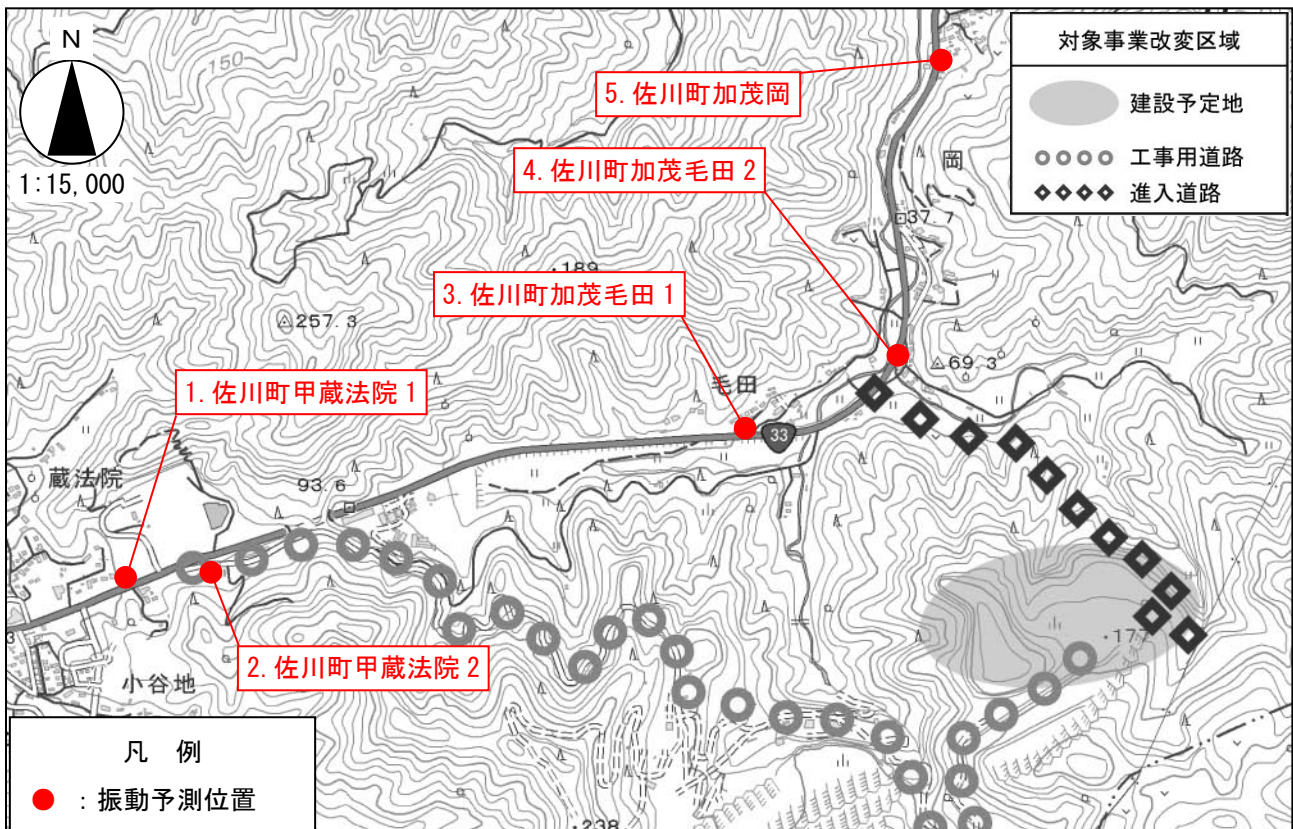 N
1:15,000
対象事業改変区域
建設予定地
工事用道路
進入道路
150
5. 佐川町加茂岡
岡
4. 佐川町加茂毛田 2
37.7
189
3. 佐川町加茂毛田 1
257.3
69.3
1. 佐川町甲蔵法院 1
毛田
33
蔵法院
93.6
2. 佐川町甲蔵法院 2
177
小谷地
凡 例
: 振動予測位置
238